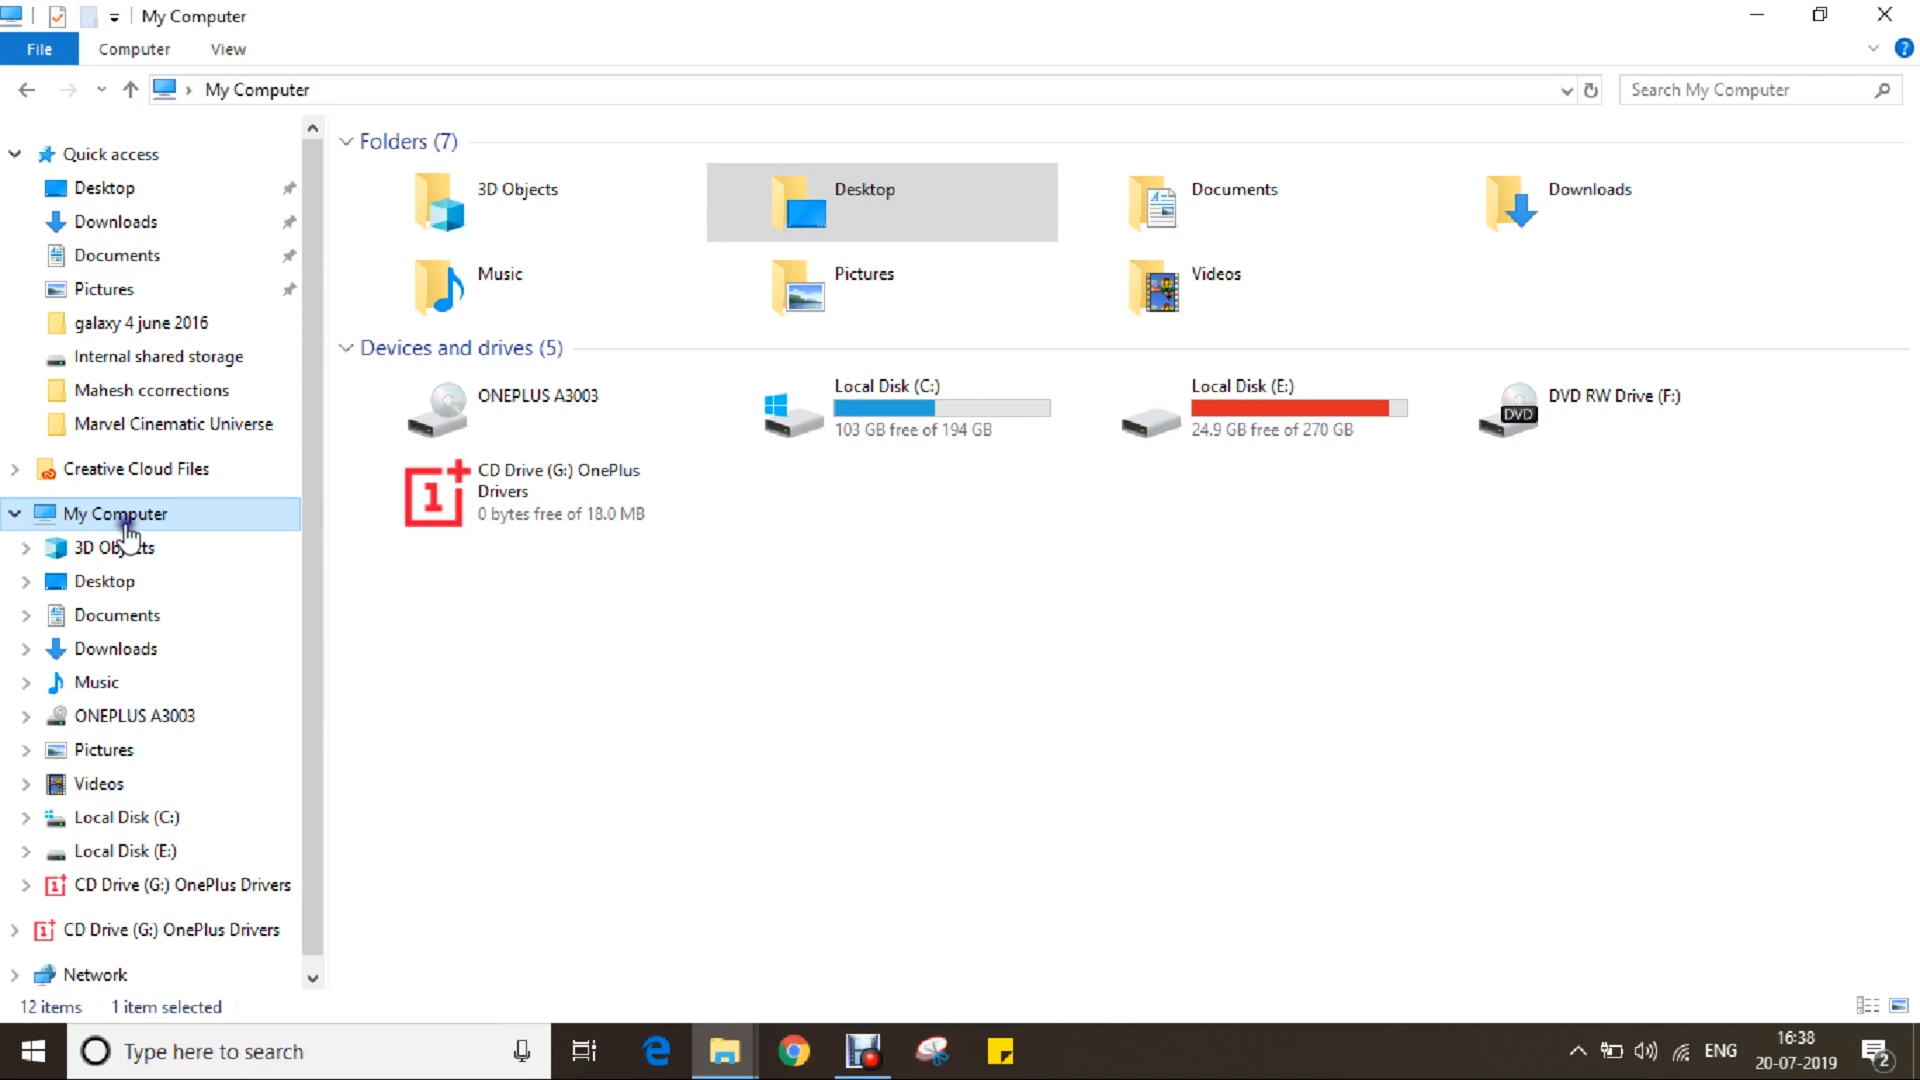 My Computer
File Computer View
My Computer
Search My Computer
Quick access
Desktop
Downloads
Documents
Pictures
galaxy 4 june 2016
Internal shared storage
Mahesh ccorrections
Marvel Cinematic Universe
Creative Cloud Files
My Computer
3D Objects
Desktop
Documents
Downloads
Music
ONEPLUS A3003
Pictures
Videos
Local Disk (C:)
Local Disk (E:)
CD Drive (G:) OnePlus Drivers
CD Drive (G:) OnePlus Drivers
Network
Folders (7)
3D Objects
Desktop
Documents
Downloads
Music
Pictures
Videos
Devices and drives (5)
ONEPLUS A3003
Local Disk (C:)
103 GB free of 194 GB
Local Disk (E:)
24.9 GB free of 270 GB
DVD
DVD RW Drive (F:)
CD Drive (G:) OnePlus
Drivers
0 bytes free of 18.0 MB
12 items 1 item selected
Type here to search
ENG
16:38
20-07-2019
2